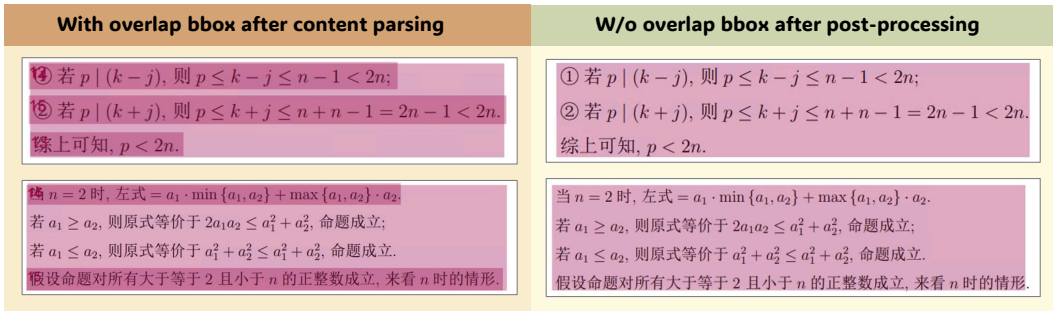 With overlap bbox after content parsing
① 若 p | (k − j), 则 p ≤ k − j ≤ n − 1 < 2n;
② 若 p | (k + j), 则 p ≤ k + j ≤ n + n − 1 = 2n − 1 < 2n.
综上可知, p < 2n.
当 n = 2 时, 左式 = a₁ · min {a₁, a₂} + max {a₁, a₂} · a₂.
若 a₁ ≥ a₂, 则原式等价于 2a₁a₂ ≤ a₁² + a₂², 命题成立;
若 a₁ ≤ a₂, 则原式等价于 a₁² + a₂² ≤ a₁² + a₂², 命题成立.
假设命题对所有大于等于 2 且小于 n 的正整数成立, 来看 n 时的情形.
W/o overlap bbox after post-processing
① 若 p | (k − j), 则 p ≤ k − j ≤ n − 1 < 2n;
② 若 p | (k + j), 则 p ≤ k + j ≤ n + n − 1 = 2n − 1 < 2n.
综上可知, p < 2n.
当 n = 2 时, 左式 = a₁ · min {a₁, a₂} + max {a₁, a₂} · a₂.
若 a₁ ≥ a₂, 则原式等价于 2a₁a₂ ≤ a₁² + a₂², 命题成立;
若 a₁ ≤ a₂, 则原式等价于 a₁² + a₂² ≤ a₁² + a₂², 命题成立.
假设命题对所有大于等于 2 且小于 n 的正整数成立, 来看 n 时的情形.